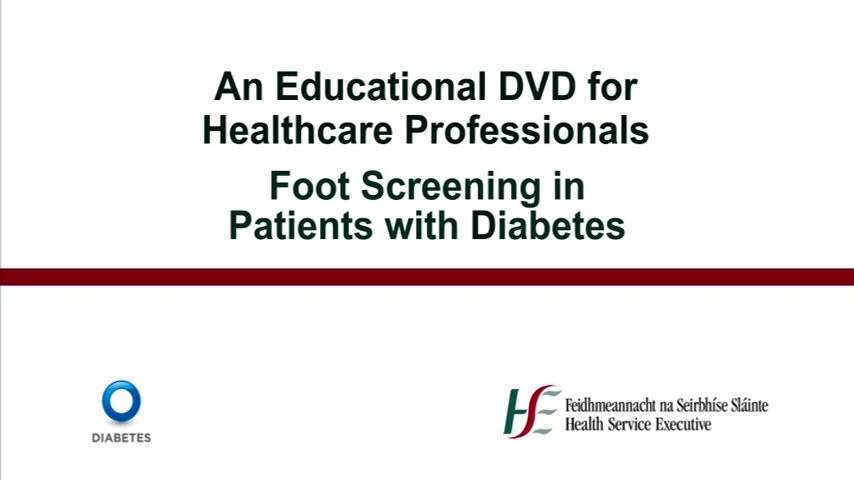 An Educational DVD for
Healthcare Professionals
Foot Screening in
Patients with Diabetes
DIABETES
HSE
Feidhmeannacht na Seirbhíse Sláinte
Health Service Executive